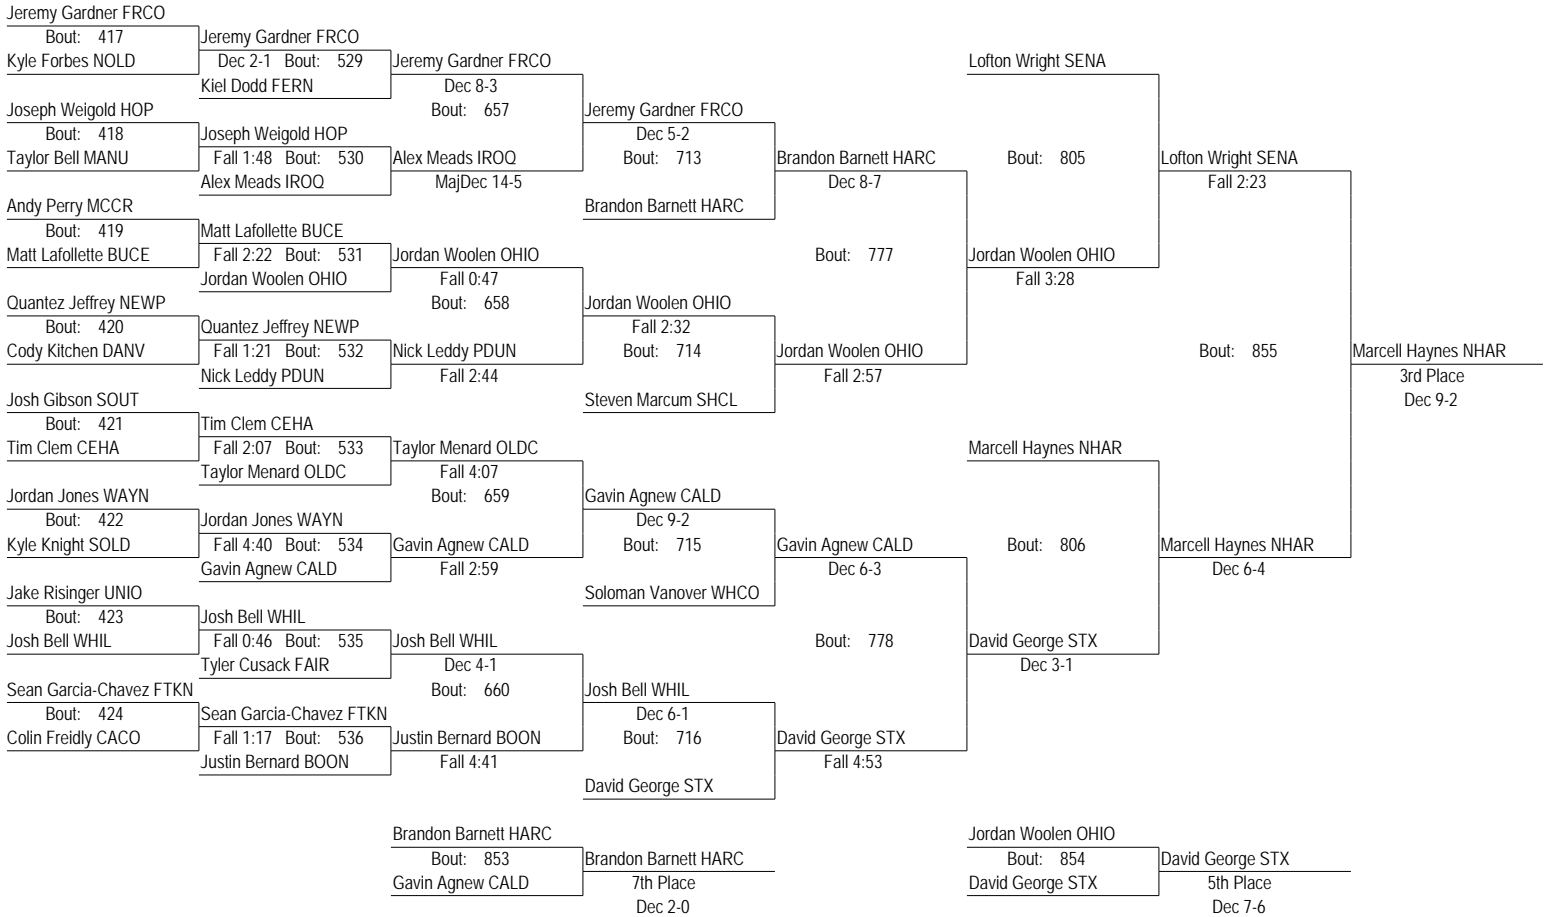 Jeremy Gardner FRCO
Bout: 417
Kyle Forbes NOLD
Joseph Weigold HOP
Bout: 418
Taylor Bell MANU
Andy Perry MCCR
Bout: 419
Matt Lafollette BUCE
Quantez Jeffrey NEWP
Bout: 420
Cody Kitchen DANV
Josh Gibson SOUT
Bout: 421
Tim Clem CEHA
Jordan Jones WAYN
Bout: 422
Kyle Knight SOLD
Jake Risinger UNIO
Bout: 423
Josh Bell WHIL
Sean Garcia-Chavez FTKN
Bout: 424
Colin Freidly CACO
Jeremy Gardner FRCO
Dec 2-1 Bout: 529
Kiel Dodd FERN
Joseph Weigold HOP
Fall 1:48 Bout: 530
Alex Meads IROQ
Matt Lafollette BUCE
Fall 2:22 Bout: 531
Jordan Woolen OHIO
Quantez Jeffrey NEWP
Fall 1:21 Bout: 532
Nick Leddy PDUN
Tim Clem CEHA
Fall 2:07 Bout: 533
Taylor Menard OLDC
Jordan Jones WAYN
Fall 4:40 Bout: 534
Gavin Agnew CALD
Josh Bell WHIL
Fall 0:46 Bout: 535
Tyler Cusack FAIR
Sean Garcia-Chavez FTKN
Fall 1:17 Bout: 536
Justin Bernard BOON
Jeremy Gardner FRCO
Dec 8-3
Bout: 657
Alex Meads IROQ
MajDec 14-5
Jordan Woolen OHIO
Fall 0:47
Bout: 658
Nick Leddy PDUN
Fall 2:44
Taylor Menard OLDC
Fall 4:07
Bout: 659
Gavin Agnew CALD
Fall 2:59
Josh Bell WHIL
Dec 4-1
Bout: 660
Justin Bernard BOON
Fall 4:41
Jeremy Gardner FRCO
Dec 5-2
Bout: 713
Brandon Barnett HARC
Jordan Woolen OHIO
Fall 2:32
Bout: 714
Steven Marcum SHCL
Gavin Agnew CALD
Dec 9-2
Bout: 715
Soloman Vanover WHCO
Josh Bell WHIL
Dec 6-1
Bout: 716
David George STX
Brandon Barnett HARC
Dec 8-7
Bout: 777
Jordan Woolen OHIO
Fall 2:57
Gavin Agnew CALD
Dec 6-3
Bout: 778
David George STX
Fall 4:53
Lofton Wright SENA
Bout: 805
Jordan Woolen OHIO
Fall 3:28
Marcell Haynes NHAR
Bout: 806
David George STX
Dec 3-1
Lofton Wright SENA
Fall 2:23
Bout: 855
Marcell Haynes NHAR
Dec 6-4
Marcell Haynes NHAR
3rd Place
Dec 9-2
Brandon Barnett HARC
Bout: 853
Gavin Agnew CALD
Brandon Barnett HARC
7th Place
Dec 2-0
Jordan Woolen OHIO
Bout: 854
David George STX
David George STX
5th Place
Dec 7-6